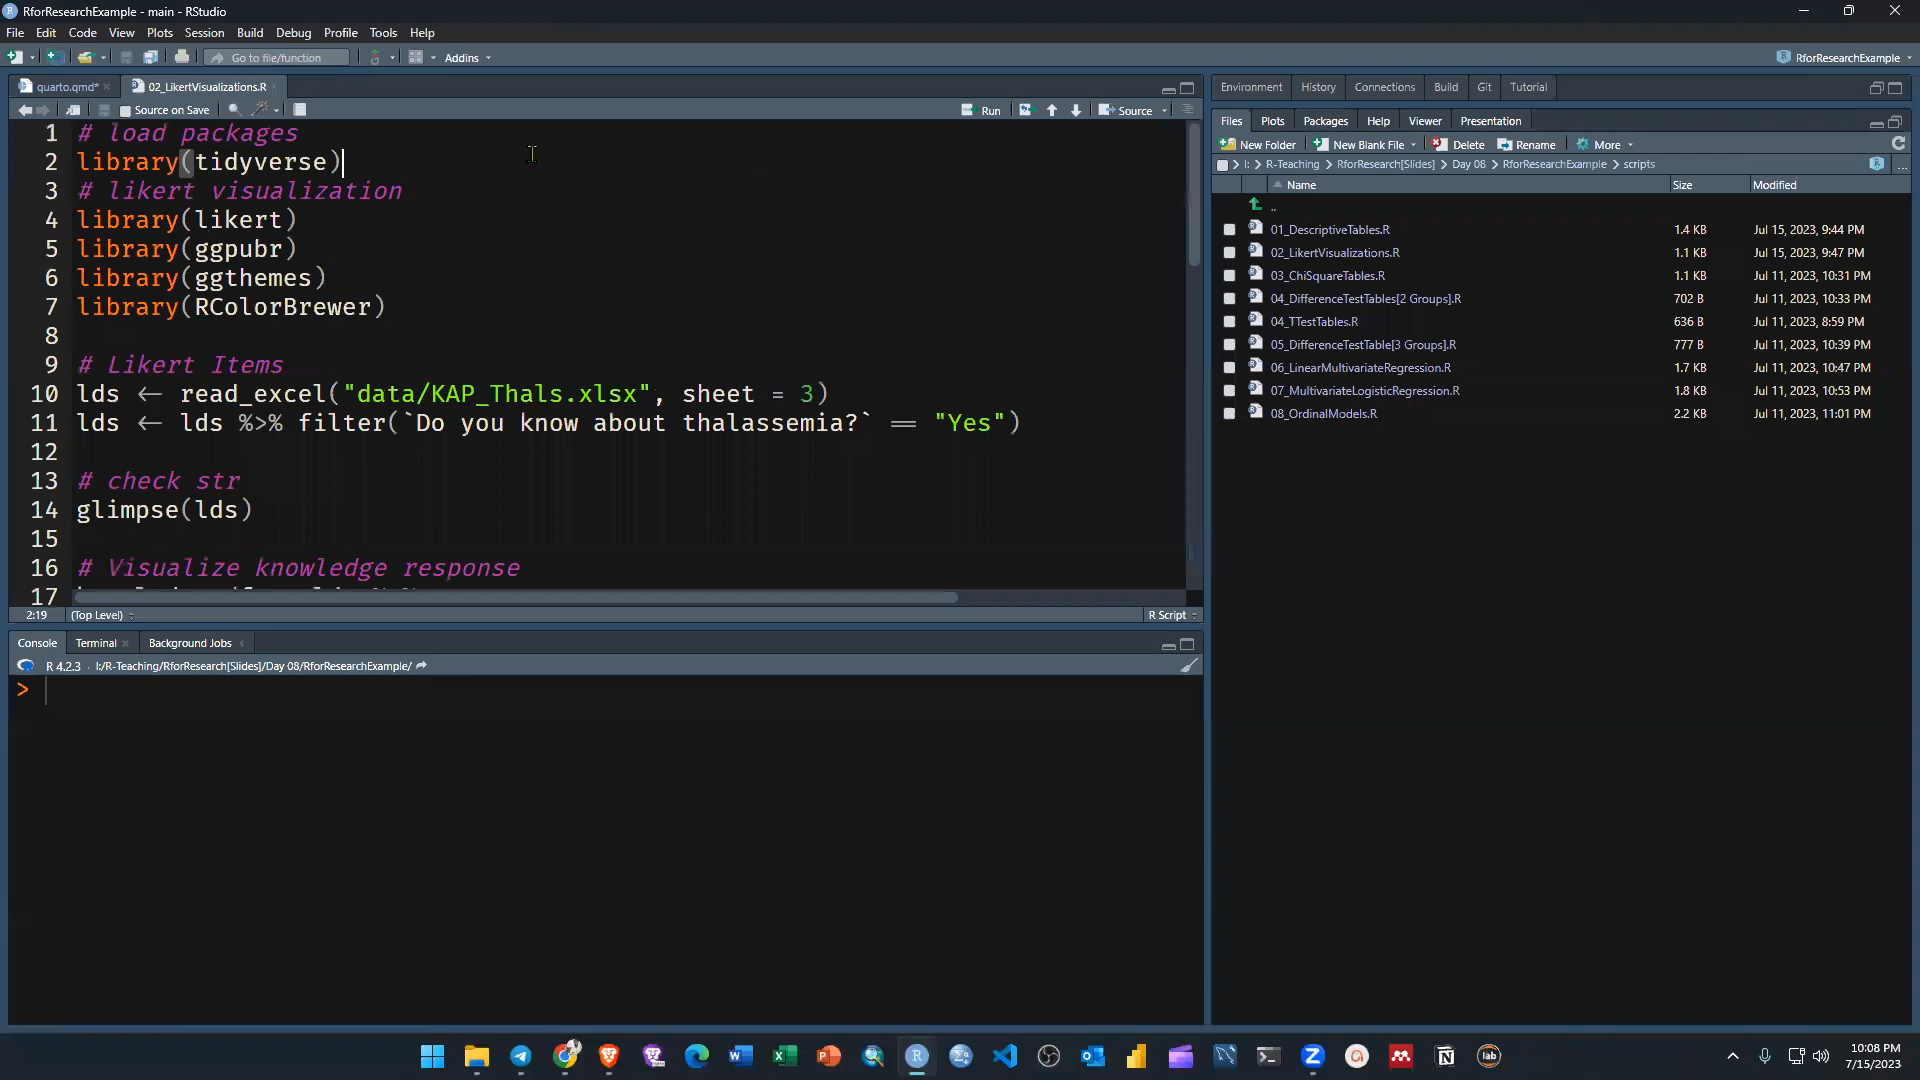 RforResearchExample - main - RStudio
File Edit Code View Plots Session Build Debug Profile Tools Help
Go to file/function Addins RforResearchExample
quarto.qmd* 02_LikertVisualizations.R
Source on Save Run Source
1 # load packages
2 library(tidyverse)
3 # likert visualization
4 library(likert)
5 library(ggpubr)
6 library(ggthemes)
7 library(RColorBrewer)
8
9 # Likert Items
10 lds <- read_excel("data/KAP_Thals.xlsx", sheet = 3)
11 lds <- lds %>% filter(`Do you know about thalassemia?` == "Yes")
12
13 # check str
14 glimpse(lds)
15
16 # Visualize knowledge response
17
2:19 (Top Level) R Script
Console Terminal Background Jobs
R 4.2.3 · I:/R-Teaching/RforResearch[Slides]/Day 08/RforResearchExample/
>
Environment History Connections Build Git Tutorial
Files Plots Packages Help Viewer Presentation
New Folder New Blank File Delete Rename More
I: > R-Teaching > RforResearch[Slides] > Day 08 > RforResearchExample > scripts ...
Name Size Modified
..
01_DescriptiveTables.R 1.4 KB Jul 15, 2023, 9:44 PM
02_LikertVisualizations.R 1.1 KB Jul 15, 2023, 9:47 PM
03_ChiSquareTables.R 1.1 KB Jul 11, 2023, 10:31 PM
04_DifferenceTestTables[2 Groups].R 702 B Jul 11, 2023, 10:33 PM
04_TTestTables.R 636 B Jul 11, 2023, 8:59 PM
05_DifferenceTestTable[3 Groups].R 777 B Jul 11, 2023, 10:39 PM
06_LinearMultivariateRegression.R 1.7 KB Jul 11, 2023, 10:47 PM
07_MultivariateLogisticRegression.R 1.8 KB Jul 11, 2023, 10:53 PM
08_OrdinalModels.R 2.2 KB Jul 11, 2023, 11:01 PM
lab
10:08 PM
7/15/2023